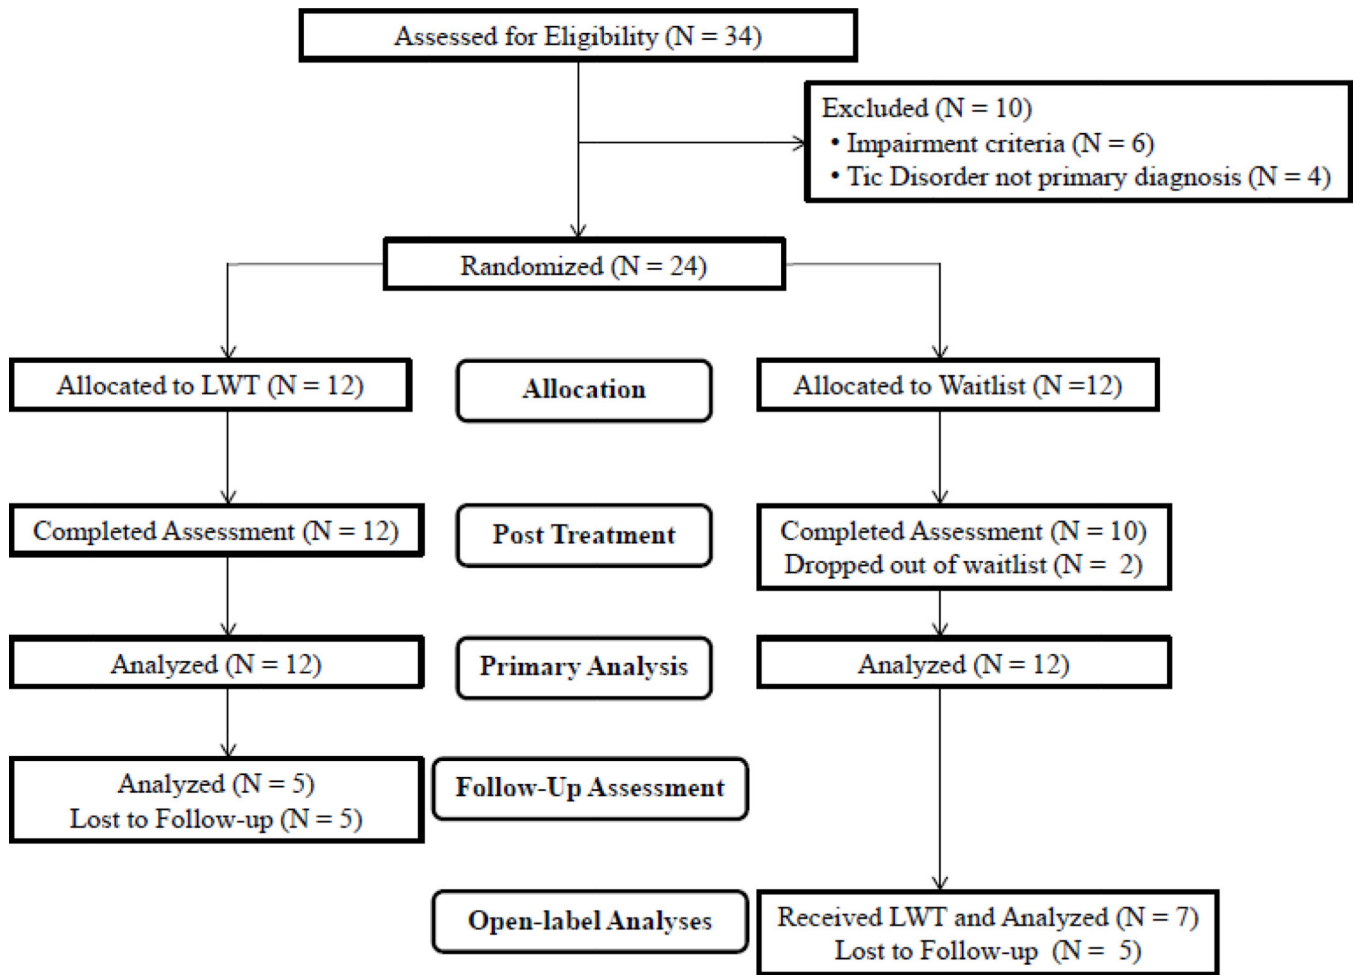 Assessed for Eligibility (N = 34)
Excluded (N = 10)
• Impairment criteria (N = 6)
• Tic Disorder not primary diagnosis (N = 4)
Randomized (N = 24)
Allocated to LWT (N = 12)
Allocation
Allocated to Waitlist (N =12)
Completed Assessment (N = 12)
Post Treatment
Completed Assessment (N = 10)
Dropped out of waitlist (N = 2)
Analyzed (N = 12)
Primary Analysis
Analyzed (N = 12)
Analyzed (N = 5)
Lost to Follow-up (N = 5)
Follow-Up Assessment
Open-label Analyses
Received LWT and Analyzed (N = 7)
Lost to Follow-up (N = 5)